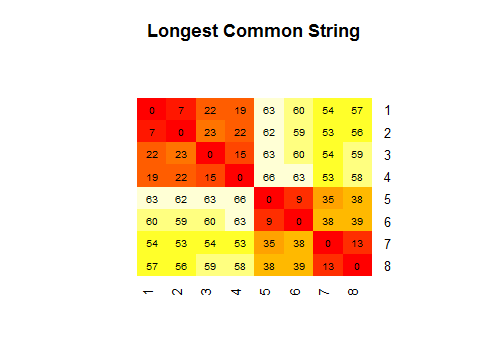 Longest Common String
0 7 22 19 63 60 54 57 1
7 0 23 22 62 59 53 56 2
22 23 0 15 63 60 54 59 3
19 22 15 0 66 63 53 58 4
63 62 63 66 0 9 35 38 5
60 59 60 63 9 0 38 39 6
54 53 54 53 35 38 0 13 7
57 56 59 58 38 39 13 0 8
1 2 3 4 5 6 7 8